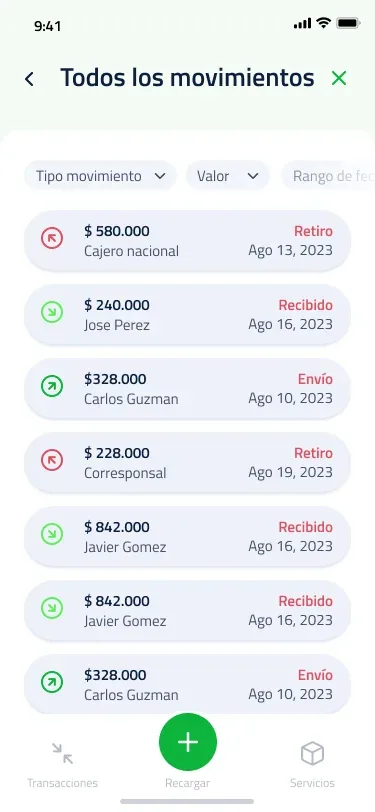 9:41
Todos los movimientos
Tipo movimiento Valor Rango de fec
$ 580.000 Retiro
Cajero nacional Ago 13, 2023
$ 240.000 Recibido
Jose Perez Ago 16, 2023
$328.000 Envío
Carlos Guzman Ago 10, 2023
$ 228.000 Retiro
Corresponsal Ago 19, 2023
$ 842.000 Recibido
Javier Gomez Ago 16, 2023
$ 842.000 Recibido
Javier Gomez Ago 16, 2023
$328.000 Envío
Carlos Guzman Ago 10, 2023
Transacciones Recargar Servicios